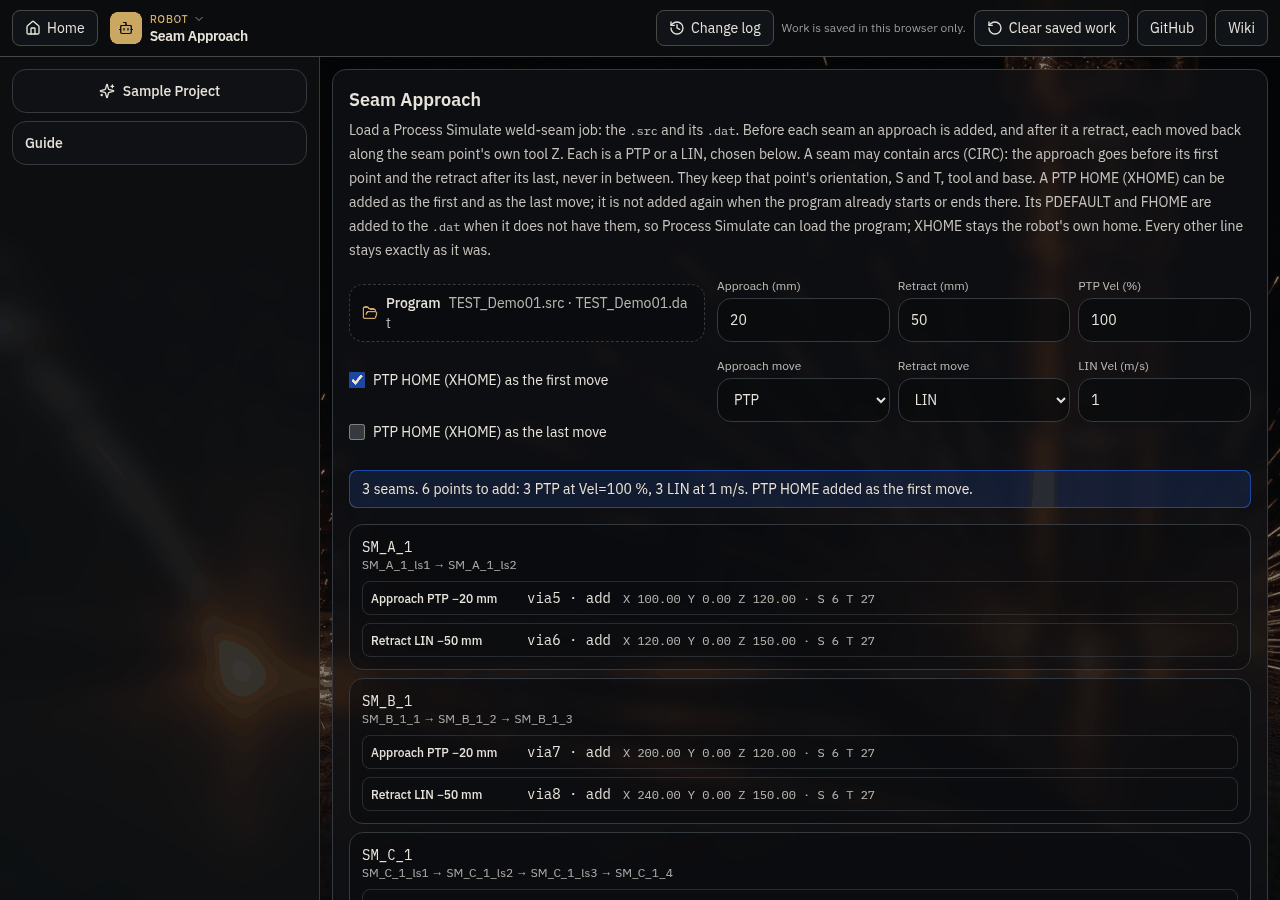 Home
ROBOT
Seam Approach
Change log
Work is saved in this browser only.
Clear saved work
GitHub
Wiki
Sample Project
Guide
Seam Approach
Load a Process Simulate weld-seam job: the .src and its .dat. Before each seam an approach is added, and after it a retract, each moved back
along the seam point's own tool Z. Each is a PTP or a LIN, chosen below. A seam may contain arcs (CIRC): the approach goes before its first
point and the retract after its last, never in between. They keep that point's orientation, S and T, tool and base. A PTP HOME (XHOME) can be
added as the first and as the last move; it is not added again when the program already starts or ends there. Its PDEFAULT and FHOME are
added to the .dat when it does not have them, so Process Simulate can load the program; XHOME stays the robot's own home. Every other line
stays exactly as it was.
Program TEST_Demo01.src · TEST_Demo01.da
t
Approach (mm)
20
Retract (mm)
50
PTP Vel (%)
100
PTP HOME (XHOME) as the first move
Approach move
PTP
Retract move
LIN
LIN Vel (m/s)
1
PTP HOME (XHOME) as the last move
3 seams. 6 points to add: 3 PTP at Vel=100 %, 3 LIN at 1 m/s. PTP HOME added as the first move.
SM_A_1
SM_A_1_ls1 → SM_A_1_ls2
Approach PTP −20 mm via5 · add X 100.00 Y 0.00 Z 120.00 · S 6 T 27
Retract LIN −50 mm via6 · add X 120.00 Y 0.00 Z 150.00 · S 6 T 27
SM_B_1
SM_B_1_1 → SM_B_1_2 → SM_B_1_3
Approach PTP −20 mm via7 · add X 200.00 Y 0.00 Z 120.00 · S 6 T 27
Retract LIN −50 mm via8 · add X 240.00 Y 0.00 Z 150.00 · S 6 T 27
SM_C_1
SM_C_1_ls1 → SM_C_1_ls2 → SM_C_1_ls3 → SM_C_1_4